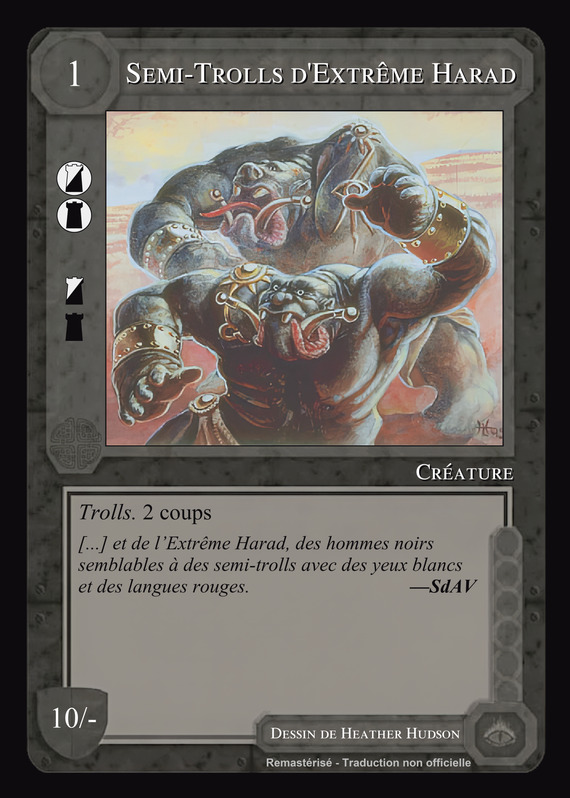 1
Semi-Trolls d'Extrême Harad
Créature
Trolls. 2 coups
[...] et de l'Extrême Harad, des hommes noirs
semblables à des semi-trolls avec des yeux blancs
et des langues rouges. —SdAV
10/-
Dessin de Heather Hudson
Remastérisé - Traduction non officielle